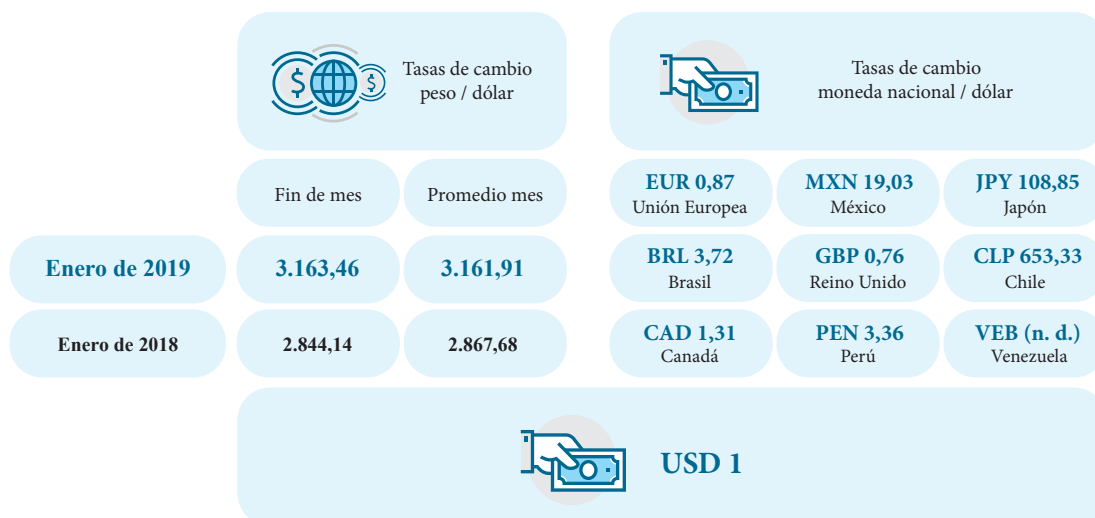 Tasas de cambio
peso / dólar
Tasas de cambio
moneda nacional / dólar
Fin de mes
Promedio mes
EUR 0,87
Unión Europea
MXN 19,03
México
JPY 108,85
Japón
Enero de 2019
3.163,46
3.161,91
BRL 3,72
Brasil
GBP 0,76
Reino Unido
CLP 653,33
Chile
Enero de 2018
2.844,14
2.867,68
CAD 1,31
Canadá
PEN 3,36
Perú
VEB (n. d.)
Venezuela
USD 1